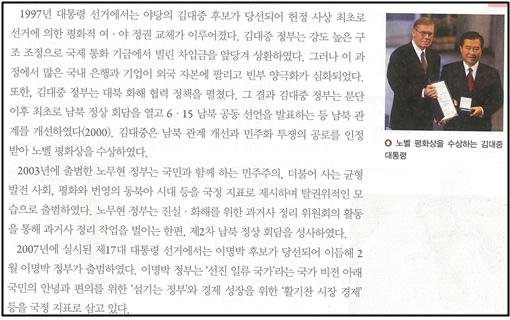 1997년 대통령 선거에서는 야당의 김대중 후보가 당선되어 헌정 사상 최초로
선거에 의한 평화적 여·야 정권 교체가 이루어졌다. 김대중 정부는 강도 높은 구
조 조정으로 국제 통화 기금에서 빌린 차입금을 앞당겨 상환하였다. 그러나 이 과
정에서 많은 국내 은행과 기업이 외국 자본에 팔리고 빈부 양극화가 심화되었다.
또한, 김대중 정부는 대북 화해 협력 정책을 펼쳤다. 그 결과 김대중 정부는 분단
이후 최초로 남북 정상 회담을 열고 6·15 남북 공동 선언을 발표하는 등 남북 관
계를 개선하였다(2000). 김대중은 남북 관계 개선과 민주화 투쟁의 공로를 인정
받아 노벨 평화상을 수상하였다.
2003년에 출범한 노무현 정부는 국민과 함께 하는 민주주의, 더불어 사는 균형
발전 사회, 평화와 번영의 동북아 시대 등을 국정 지표로 제시하며 탈권위적인 모
습으로 출범하였다. 노무현 정부는 진실·화해를 위한 과거사 정리 위원회의 활동
을 통해 과거사 정리 작업을 벌이는 한편, 제2차 남북 정상 회담을 성사하였다.
2007년에 실시된 제17대 대통령 선거에서는 이명박 후보가 당선되어 이듬해 2
월 이명박 정부가 출범하였다. 이명박 정부는 '선진 일류 국가'라는 국가 비전 아래
국민의 안녕과 편의를 위한 '섬기는 정부'와 경제 성장을 위한 '활기찬 시장 경제'
등을 국정 지표로 삼고 있다.
노벨 평화상을 수상하는 김대중
대통령